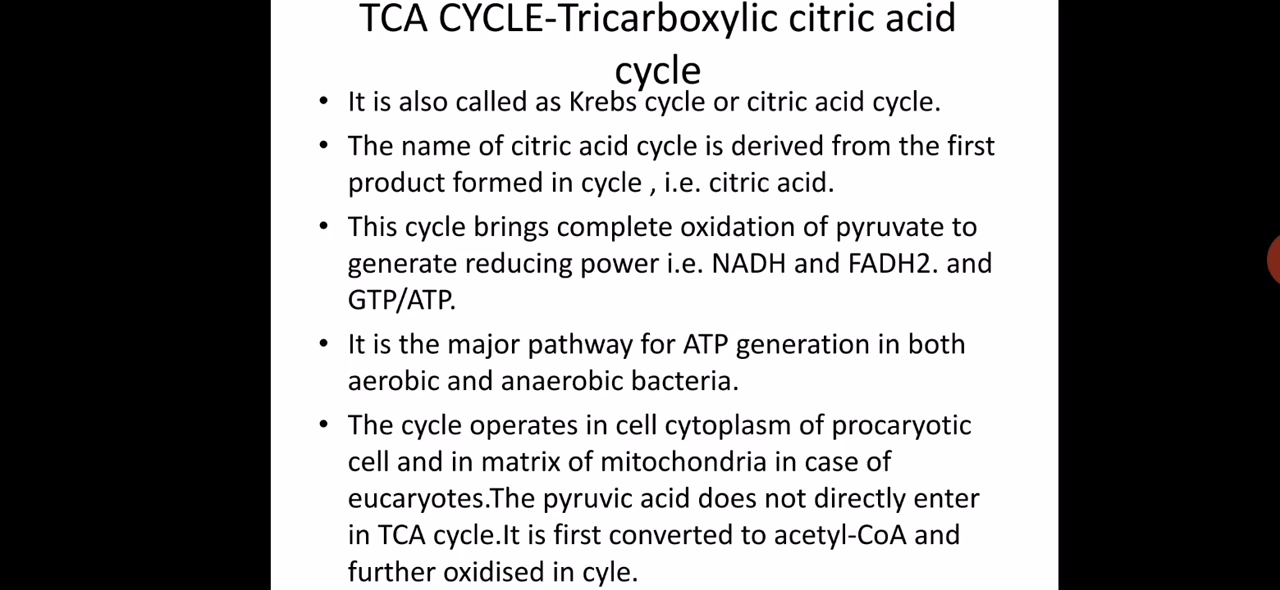 TCA CYCLE-Tricarboxylic citric acid
cycle
• It is also called as Krebs cycle or citric acid cycle.
• The name of citric acid cycle is derived from the first
product formed in cycle , i.e. citric acid.
• This cycle brings complete oxidation of pyruvate to
generate reducing power i.e. NADH and FADH2. and
GTP/ATP.
• It is the major pathway for ATP generation in both
aerobic and anaerobic bacteria.
• The cycle operates in cell cytoplasm of procaryotic
cell and in matrix of mitochondria in case of
eucaryotes.The pyruvic acid does not directly enter
in TCA cycle.It is first converted to acetyl-CoA and
further oxidised in cyle.